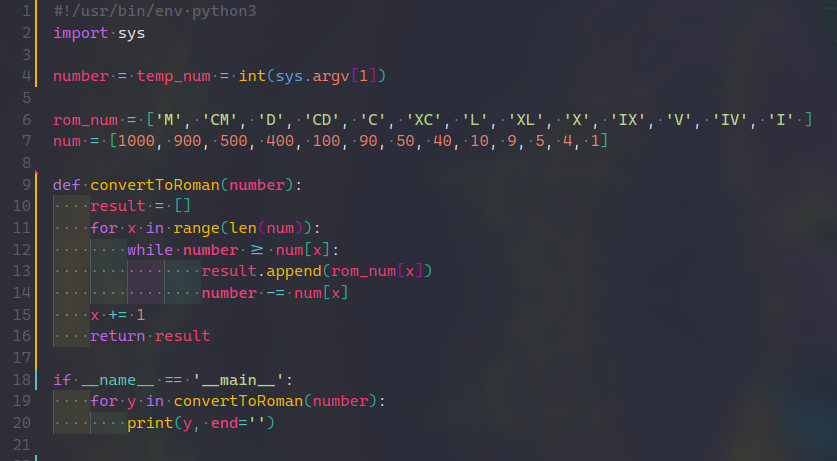 1 #!/usr/bin/env python3
2 import sys
3
4 number = temp_num = int(sys.argv[1])
5
6 rom_num = ['M', 'CM', 'D', 'CD', 'C', 'XC', 'L', 'XL', 'X', 'IX', 'V', 'IV', 'I' ]
7 num = [1000, 900, 500, 400, 100, 90, 50, 40, 10, 9, 5, 4, 1]
8
9 def convertToRoman(number):
10     result = []
11     for x in range(len(num)):
12         while number ≥ num[x]:
13                 result.append(rom_num[x])
14                 number -= num[x]
15     x += 1
16     return result
17
18 if __name__ == '__main__':
19     for y in convertToRoman(number):
20         print(y, end='')
21